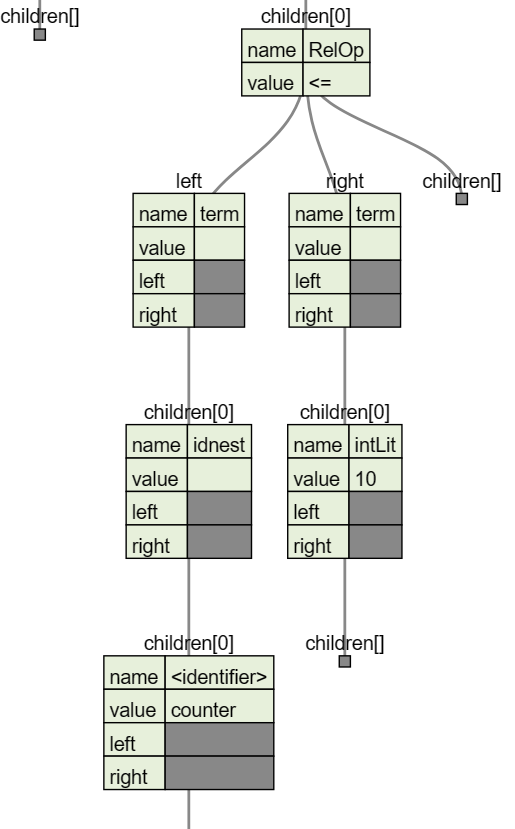 children[]
children[0]
name RelOp
value <=
left
right
children[]
name term
value
left
right
name term
value
left
right
children[0]
children[0]
name idnest
value
left
right
name intLit
value 10
left
right
children[0]
children[]
name <identifier>
value counter
left
right